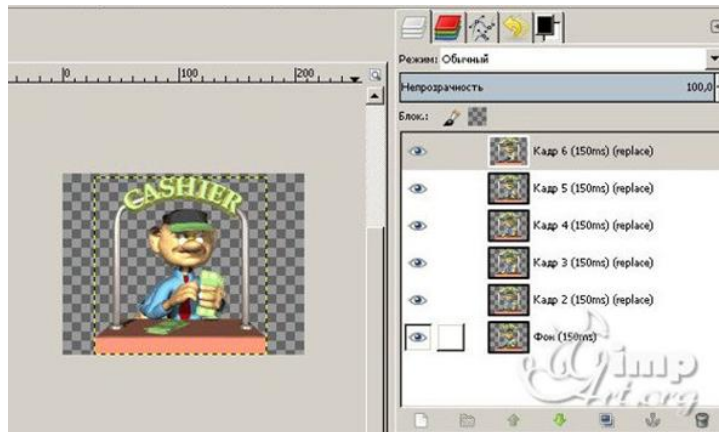 Режим: Обычный
0 100 200
Непрозрачность 100,0
Блок.:
Кадр 6 (150ms) (replace)
CASHIER
Кадр 5 (150ms) (replace)
Кадр 4 (150ms) (replace)
Кадр 3 (150ms) (replace)
Кадр 2 (150ms) (replace)
Фон (150ms)
Gimp
Art.org